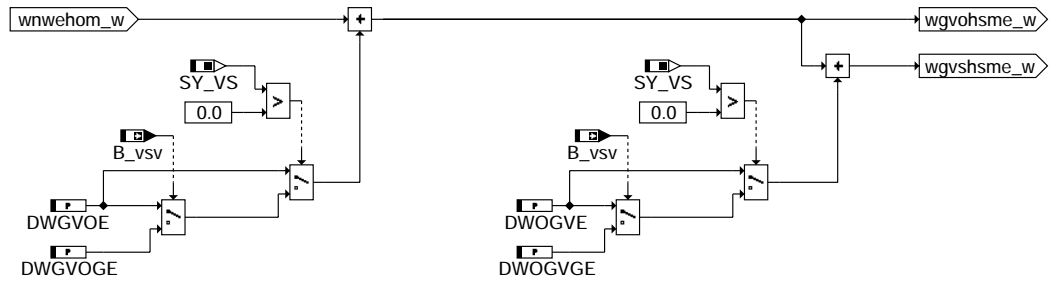 wnwehom_w
+
wgvohsme_w
+
wgvshsme_w
SY_VS
>
0.0
SY_VS
>
0.0
B_vsv
B_vsv
P
DWGVOE
P
DWOGVE
P
DWGVOGE
P
DWOGVGE